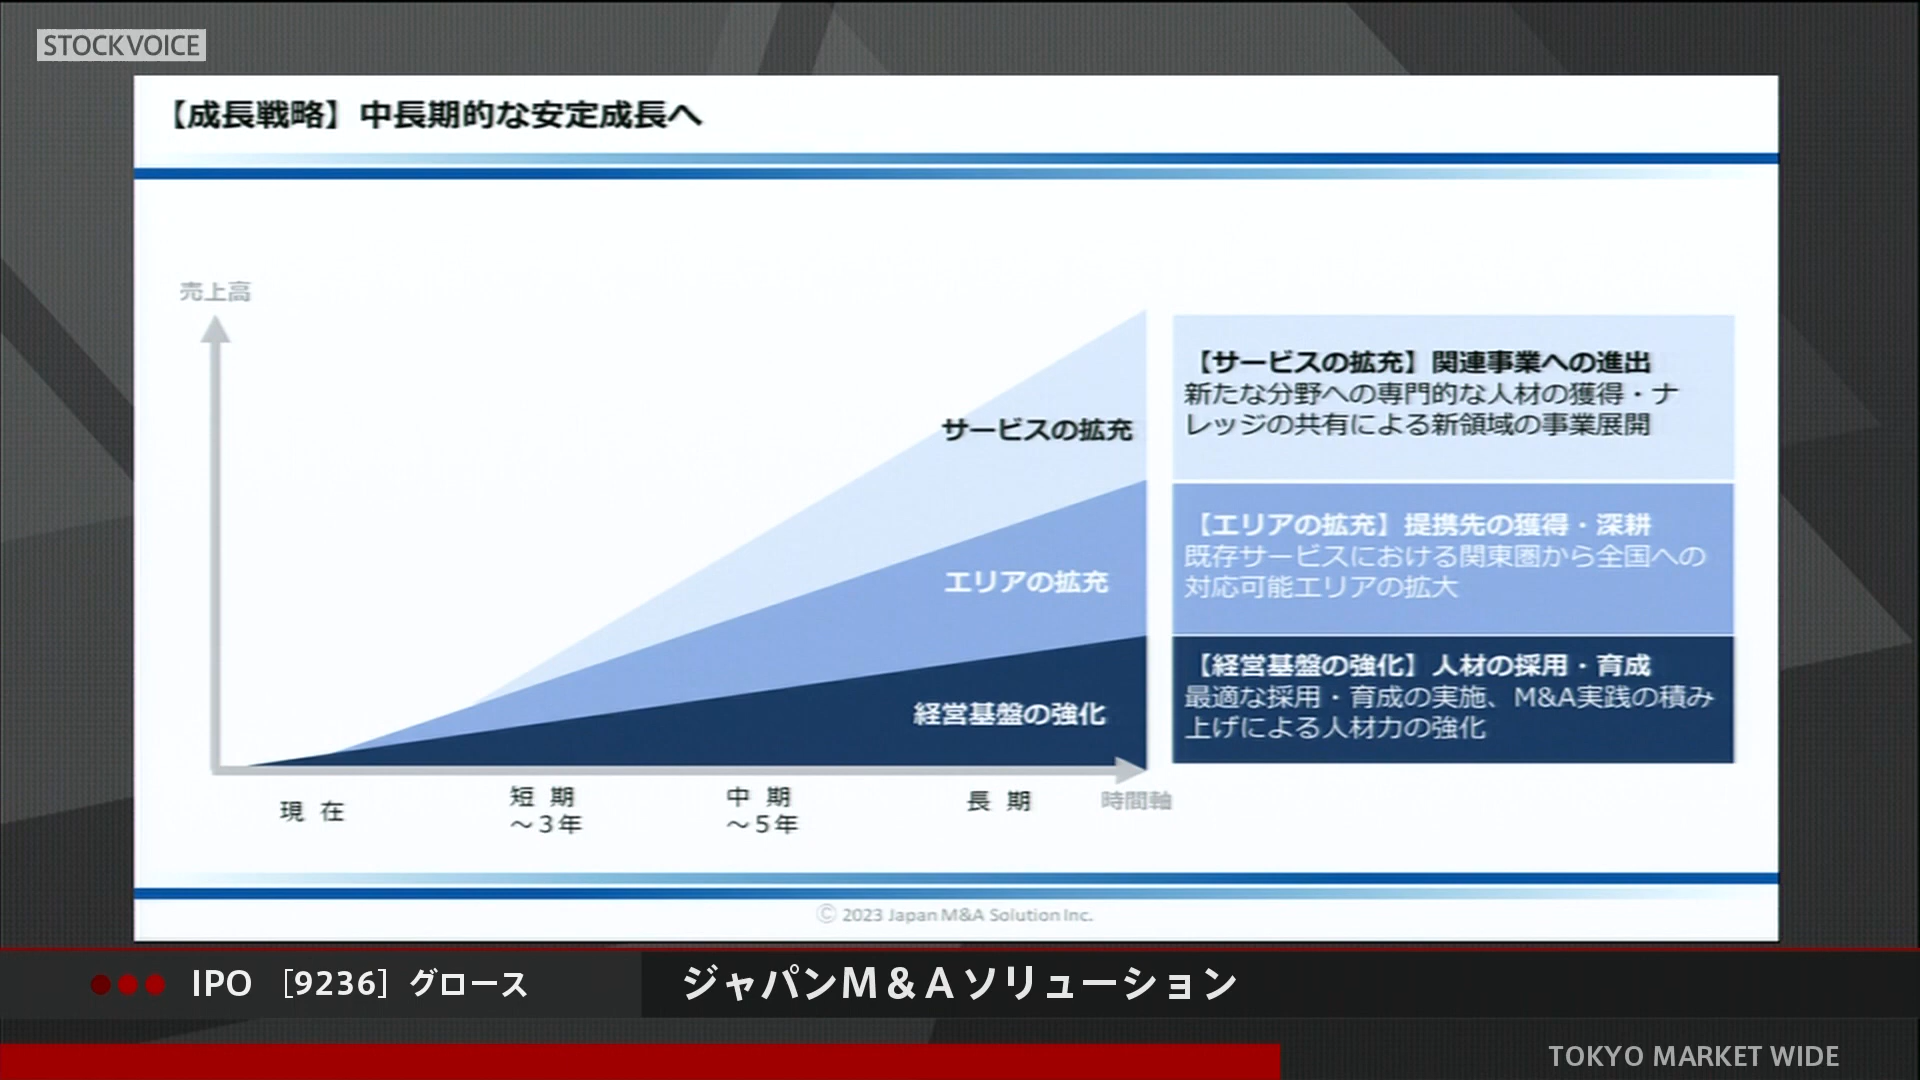 STOCKVOICE
【成長戦略】中長期的な安定成長へ
売上高
サービスの拡充
エリアの拡充
経営基盤の強化
【サービスの拡充】関連事業への進出
新たな分野への専門的な人材の獲得・ナ
レッジの共有による新領域の事業展開
【エリアの拡充】提携先の獲得・深耕
既存サービスにおける関東圏から全国への
対応可能エリアの拡大
【経営基盤の強化】人材の採用・育成
最適な採用・育成の実施、M&A実践の積み
上げによる人材力の強化
現 在
短 期
～3年
中 期
～5年
長 期
時間軸
Ⓒ 2023 Japan M&A Solution Inc.
IPO ［9236］グロース
ジャパンM＆Aソリューション
TOKYO MARKET WIDE